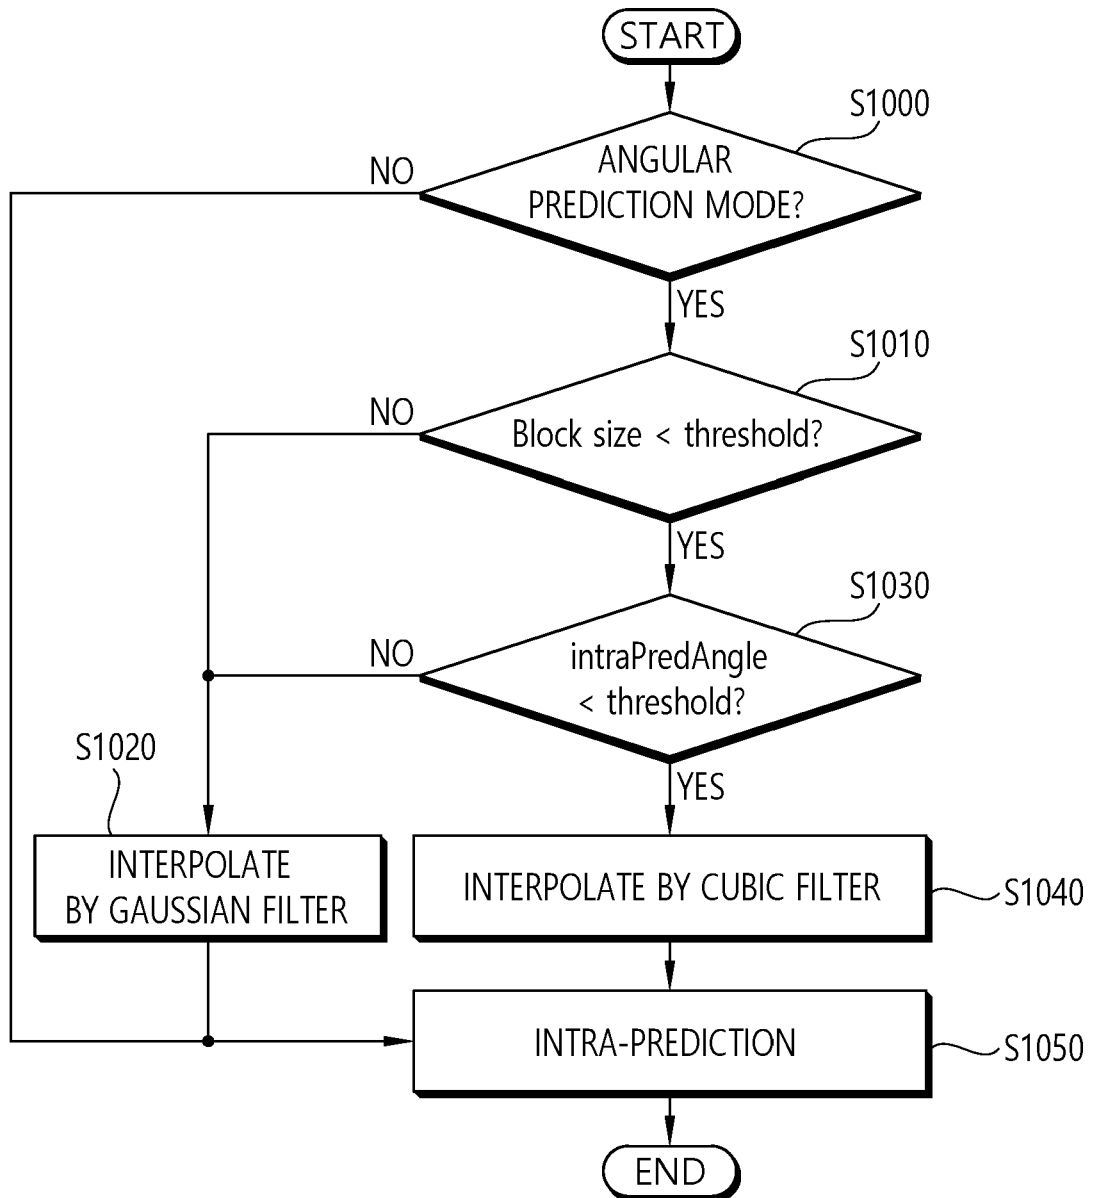 START
S1000
ANGULAR
PREDICTION MODE?
NO
YES
S1010
Block size < threshold?
NO
YES
S1030
intraPredAngle
< threshold?
NO
YES
S1020
INTERPOLATE
BY GAUSSIAN FILTER
INTERPOLATE BY CUBIC FILTER
S1040
INTRA-PREDICTION
S1050
END